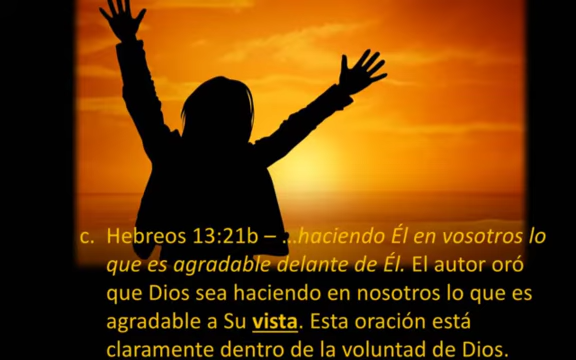 c. Hebreos 13:21b – …haciendo Él en vosotros lo
que es agradable delante de Él. El autor oró
que Dios sea haciendo en nosotros lo que es
agradable a Su vista. Esta oración está
claramente dentro de la voluntad de Dios.